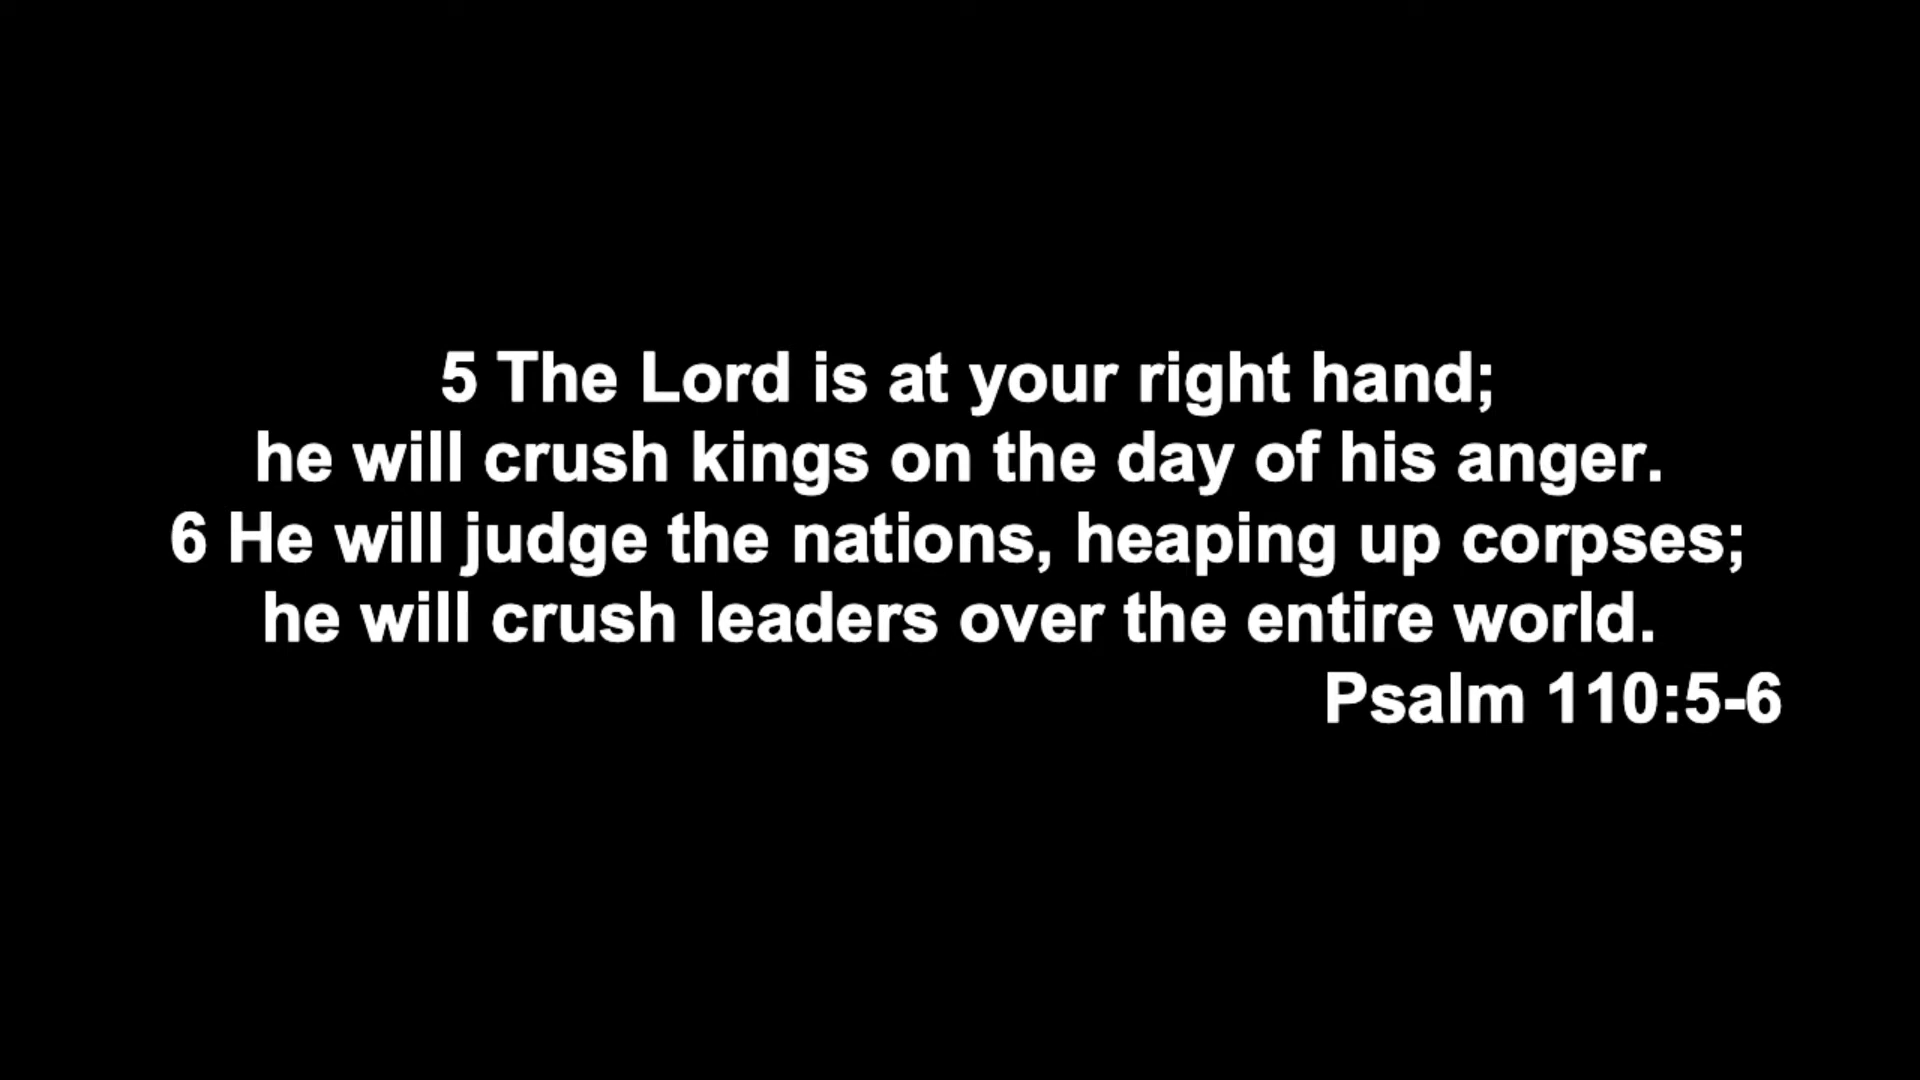 5 The Lord is at your right hand;
he will crush kings on the day of his anger.
6 He will judge the nations, heaping up corpses;
he will crush leaders over the entire world.
Psalm 110:5-6